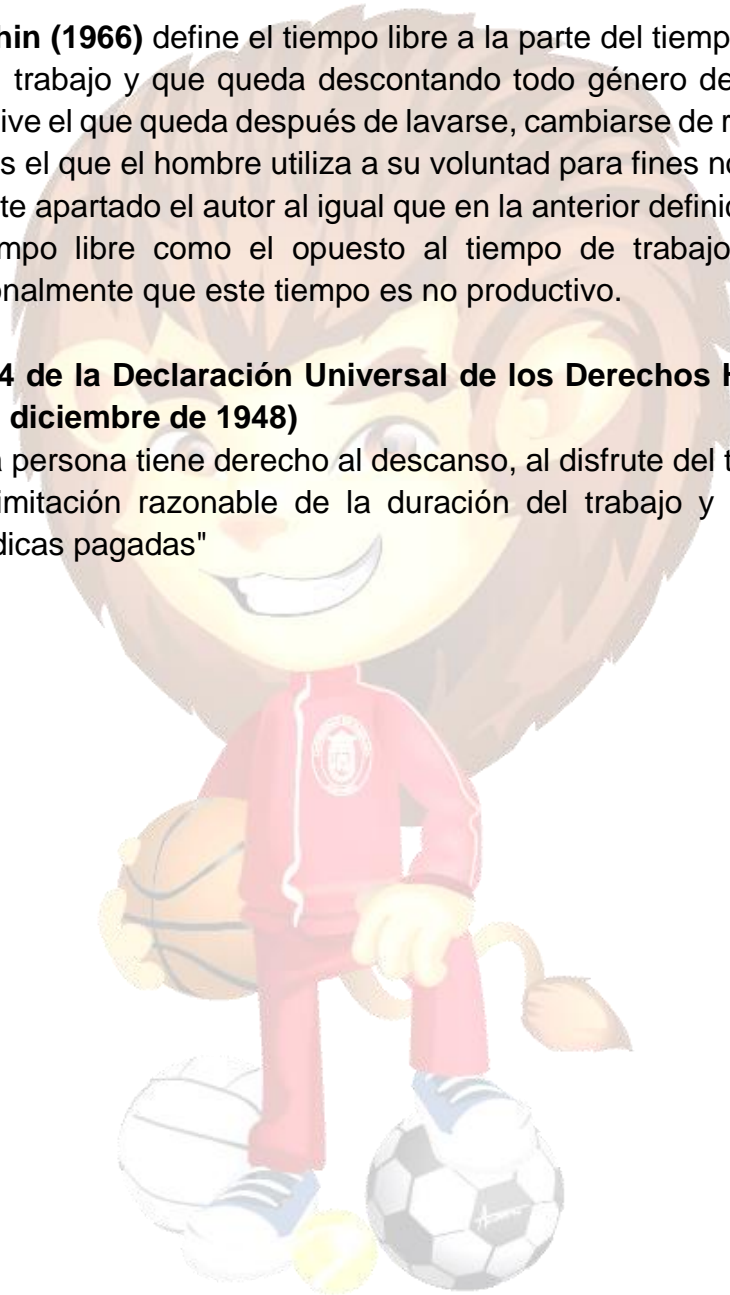 hin (1966) define el tiempo libre a la parte del tiemp
trabajo y que queda descontando todo género de
ive el que queda después de lavarse, cambiarse de r
s el que el hombre utiliza a su voluntad para fines no
te apartado el autor al igual que en la anterior definic
mpo libre como el opuesto al tiempo de trabajo
onalmente que este tiempo es no productivo.
4 de la Declaración Universal de los Derechos H
diciembre de 1948)
a persona tiene derecho al descanso, al disfrute del t
imitación razonable de la duración del trabajo y
dicas pagadas"